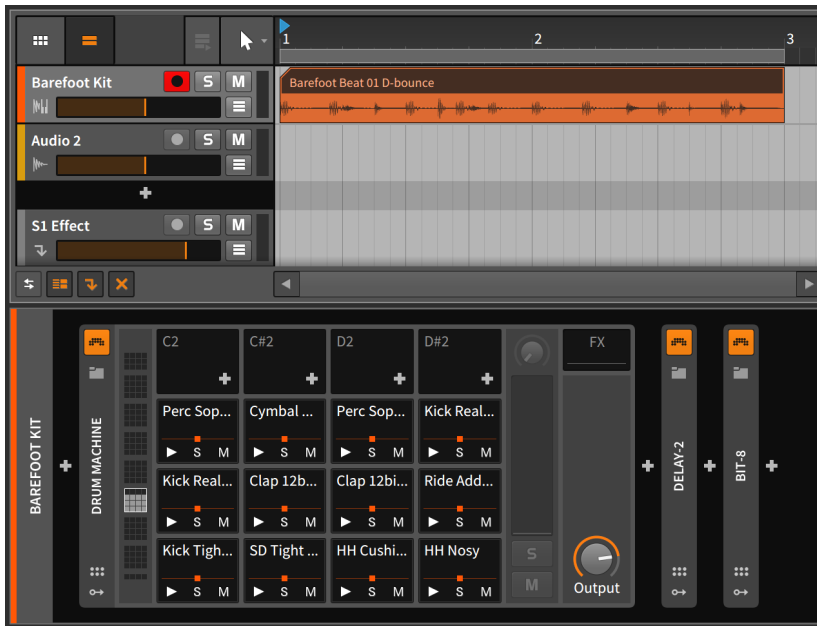 1 2 3
Barefoot Kit S M
Barefoot Beat 01 D-bounce
Audio 2 S M
S1 Effect S M
BAREFOOT KIT
DRUM MACHINE
C2 C#2 D2 D#2
Perc Sop... Cymbal ... Perc Sop... Kick Real...
S M S M S M S M
Kick Real... Clap 12b... Clap 12bi... Ride Add...
S M S M S M S M
Kick Tigh... SD Tight ... HH Cushi... HH Nosy
S M S M S M S M
S
M
FX
Output
DELAY-2
BIT-8